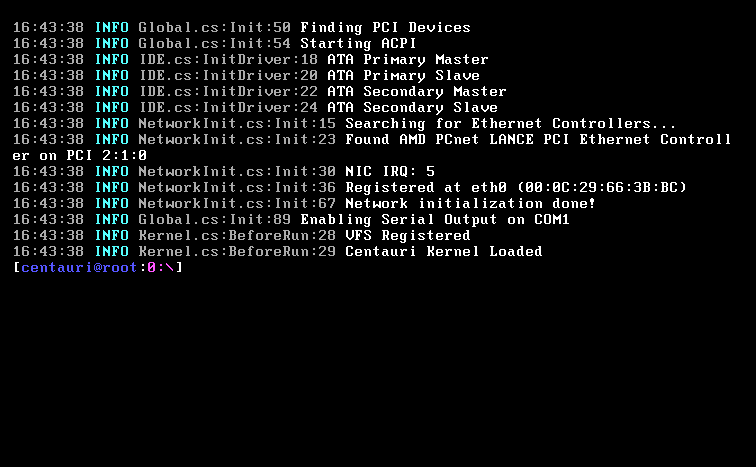 16:43:38 INFO Global.cs:Init:50 Finding PCI Devices
16:43:38 INFO Global.cs:Init:54 Starting ACPI
16:43:38 INFO IDE.cs:InitDriver:18 ATA Primary Master
16:43:38 INFO IDE.cs:InitDriver:20 ATA Primary Slave
16:43:38 INFO IDE.cs:InitDriver:22 ATA Secondary Master
16:43:38 INFO IDE.cs:InitDriver:24 ATA Secondary Slave
16:43:38 INFO NetworkInit.cs:Init:15 Searching for Ethernet Controllers...
16:43:38 INFO NetworkInit.cs:Init:23 Found AMD PCnet LANCE PCI Ethernet Controll
er on PCI 2:1:0
16:43:38 INFO NetworkInit.cs:Init:30 NIC IRQ: 5
16:43:38 INFO NetworkInit.cs:Init:36 Registered at eth0 (00:0C:29:66:3B:BC)
16:43:38 INFO NetworkInit.cs:Init:67 Network initialization done!
16:43:38 INFO Global.cs:Init:89 Enabling Serial Output on COM1
16:43:38 INFO Kernel.cs:BeforeRun:28 VFS Registered
16:43:38 INFO Kernel.cs:BeforeRun:29 Centauri Kernel Loaded
[centauri@root:0:\]